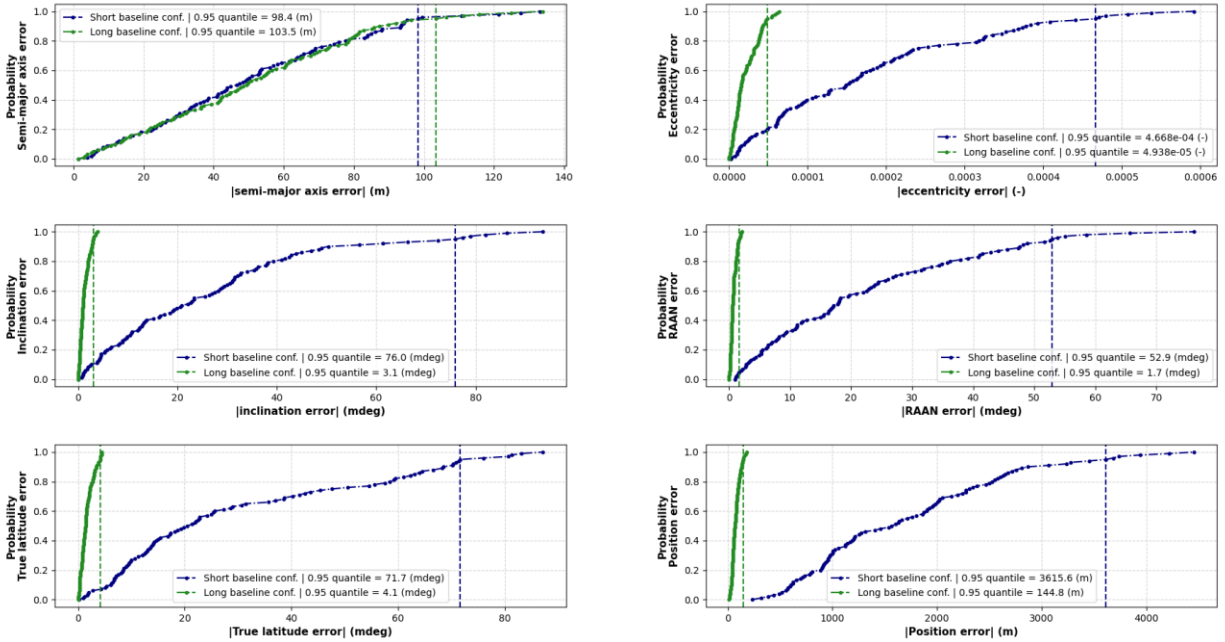 Probability
Semi-major axis error
1.0
0.8
0.6
0.4
0.2
0.0
Short baseline conf. | 0.95 quantile = 98.4 (m)
Long baseline conf. | 0.95 quantile = 103.5 (m)
0 20 40 60 80 100 120 140
|semi-major axis error| (m)
Probability
Eccentricity error
1.0
0.8
0.6
0.4
0.2
0.0
Short baseline conf. | 0.95 quantile = 4.668e-04 (-)
Long baseline conf. | 0.95 quantile = 4.938e-05 (-)
0.0000 0.0001 0.0002 0.0003 0.0004 0.0005 0.0006
|eccentricity error| (-)
Probability
Inclination error
1.0
0.8
0.6
0.4
0.2
0.0
Short baseline conf. | 0.95 quantile = 76.0 (mdeg)
Long baseline conf. | 0.95 quantile = 3.1 (mdeg)
0 20 40 60 80
|inclination error| (mdeg)
Probability
RAAN error
1.0
0.8
0.6
0.4
0.2
0.0
Short baseline conf. | 0.95 quantile = 52.9 (mdeg)
Long baseline conf. | 0.95 quantile = 1.7 (mdeg)
0 10 20 30 40 50 60 70
|RAAN error| (mdeg)
Probability
True latitude error
1.0
0.8
0.6
0.4
0.2
0.0
Short baseline conf. | 0.95 quantile = 71.7 (mdeg)
Long baseline conf. | 0.95 quantile = 4.1 (mdeg)
0 20 40 60 80
|True latitude error| (mdeg)
Probability
Position error
1.0
0.8
0.6
0.4
0.2
0.0
Short baseline conf. | 0.95 quantile = 3615.6 (m)
Long baseline conf. | 0.95 quantile = 144.8 (m)
0 1000 2000 3000 4000
|Position error| (m)